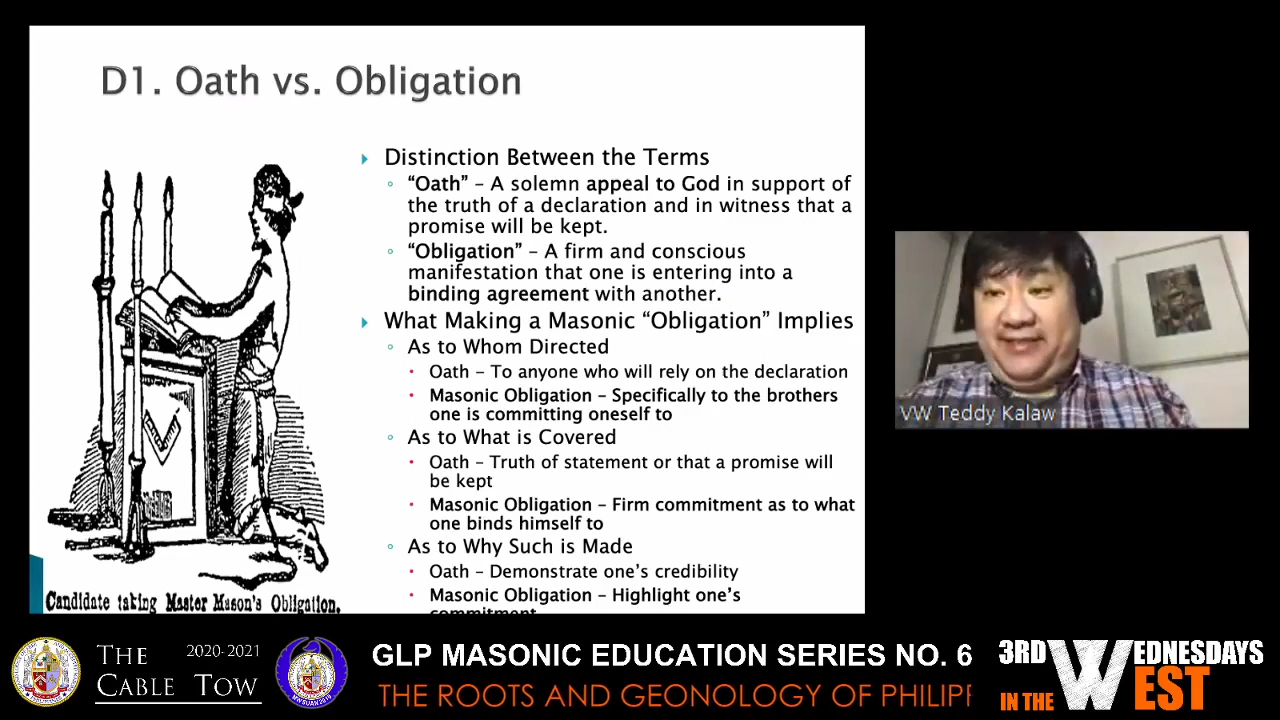 D1. Oath vs. Obligation
Distinction Between the Terms
“Oath” – A solemn appeal to God in support of
the truth of a declaration and in witness that a
promise will be kept.
“Obligation” – A firm and conscious
manifestation that one is entering into a
binding agreement with another.
What Making a Masonic “Obligation” Implies
As to Whom Directed
Oath – To anyone who will rely on the declaration
Masonic Obligation – Specifically to the brothers
one is committing oneself to
As to What is Covered
Oath – Truth of statement or that a promise will
be kept
Masonic Obligation – Firm commitment as to what
one binds himself to
As to Why Such is Made
Oath – Demonstrate one’s credibility
Masonic Obligation – Highlight one’s
commitment
Candidate taking Master Mason's Obligation.
VW Teddy Kalaw
THE 2020-2021
CABLE TOW
GLP MASONIC EDUCATION SERIES NO. 6
THE ROOTS AND GEONOLOGY OF PHILIPP
3RD WEDNESDAYS
IN THE WEST